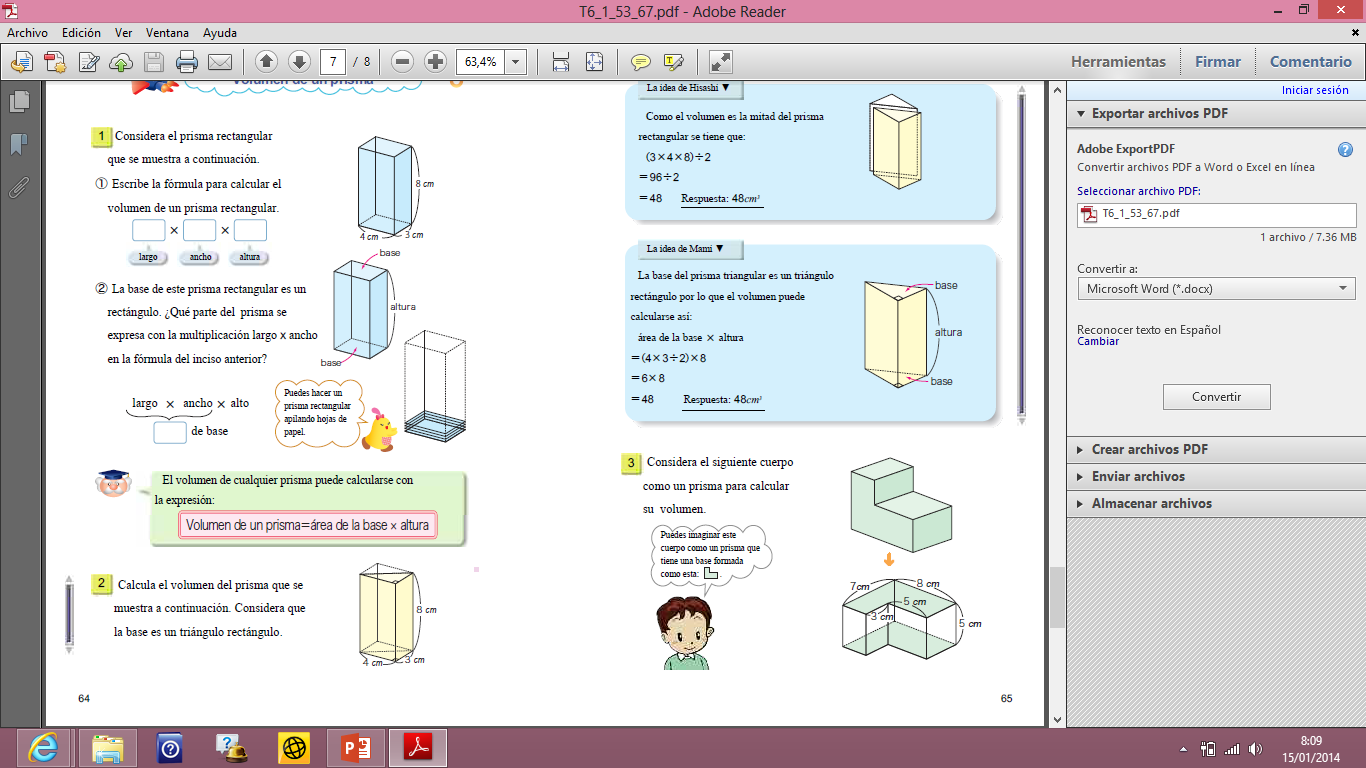 T6_1_53_67.pdf - Adobe Reader
Archivo Edición Ver Ventana Ayuda
7 / 8 63,4% Herramientas Firmar Comentario
Volumen de un prisma
1 Considera el prisma rectangular
que se muestra a continuación.
① Escribe la fórmula para calcular el
volumen de un prisma rectangular.
× ×
largo ancho altura
8 cm
4 cm 3 cm
② La base de este prisma rectangular es un
rectángulo. ¿Qué parte del prisma se
expresa con la multiplicación largo x ancho
en la fórmula del inciso anterior?
base
altura
base
largo × ancho × alto
de base
Puedes hacer un
prisma rectangular
apilando hojas de
papel.
El volumen de cualquier prisma puede calcularse con
la expresión:
Volumen de un prisma=área de la base × altura
2 Calcula el volumen del prisma que se
muestra a continuación. Considera que
la base es un triángulo rectángulo.
8 cm
4 cm 3 cm
64
La idea de Hisashi ▼
Como el volumen es la mitad del prisma
rectangular se tiene que:
(3×4×8)÷2
=96÷2
=48 Respuesta: 48cm³
La idea de Mami ▼
La base del prisma triangular es un triángulo
rectángulo por lo que el volumen puede
calcularse así:
área de la base × altura
=(4×3÷2)×8
=6×8
=48 Respuesta: 48cm³
base
altura
base
3 Considera el siguiente cuerpo
como un prisma para calcular
su volumen.
Puédes imaginar este
cuerpo como un prisma que
tiene una base formada
como esta: .
7cm 8 cm
5 cm
3 cm 5 cm
65
Iniciar sesión
Exportar archivos PDF
Adobe ExportPDF
Convertir archivos PDF a Word o Excel en línea
Seleccionar archivo PDF:
T6_1_53_67.pdf
1 archivo / 7.36 MB
Convertir a:
Microsoft Word (*.docx)
Reconocer texto en Español
Cambiar
Convertir
Crear archivos PDF
Enviar archivos
Almacenar archivos
8:09
15/01/2014